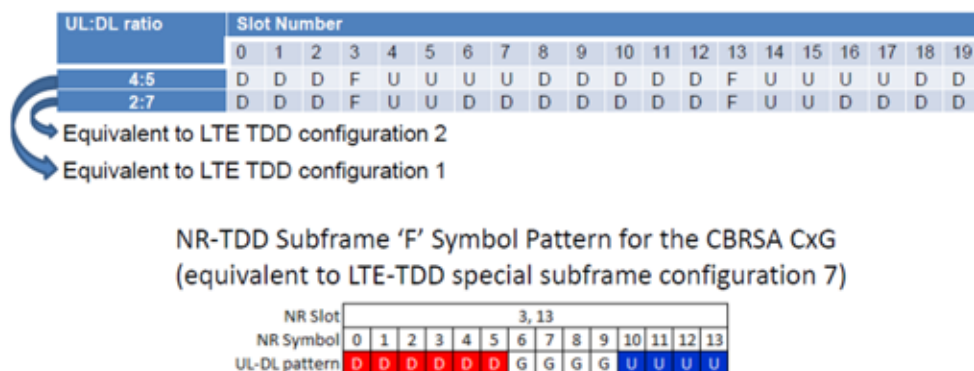 UL:DL ratio Slot Number
0 1 2 3 4 5 6 7 8 9 10 11 12 13 14 15 16 17 18 19
4:5 D D D F U U U U D D D D D F U U U U D D
2:7 D D D F U U D D D D D D D F U U D D D D
Equivalent to LTE TDD configuration 2
Equivalent to LTE TDD configuration 1
NR-TDD Subframe ‘F’ Symbol Pattern for the CBRSA CxG
(equivalent to LTE-TDD special subframe configuration 7)
NR Slot 3, 13
NR Symbol 0 1 2 3 4 5 6 7 8 9 10 11 12 13
UL-DL pattern D D D D D D G G G G U U U U